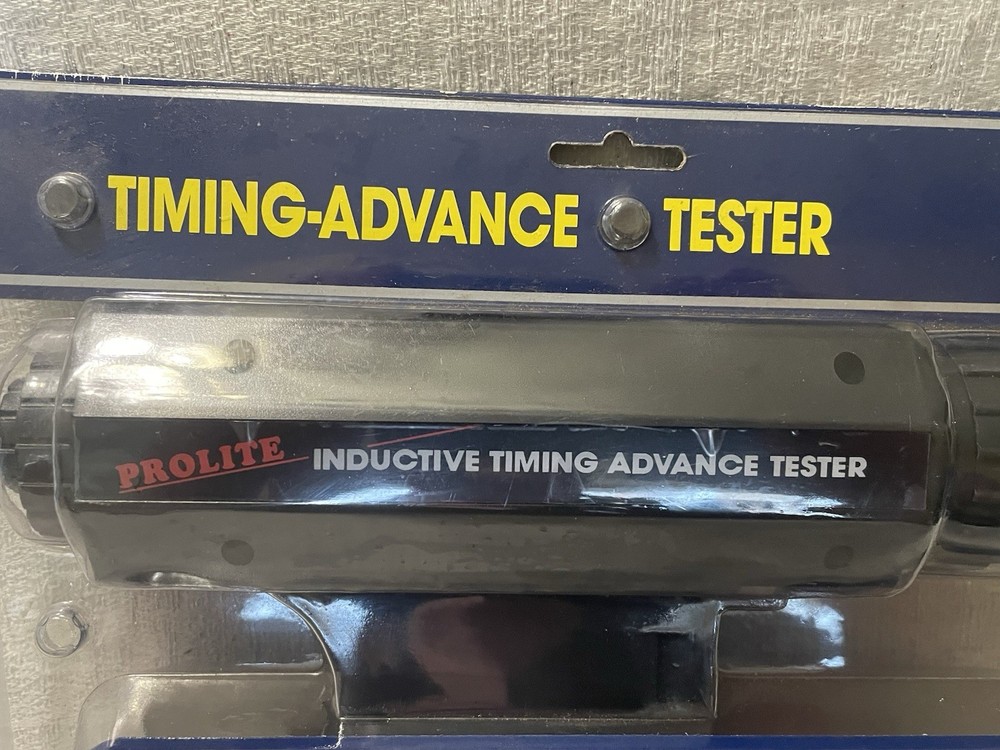 TIMING-ADVANCE TESTER
PROLITE INDUCTIVE TIMING ADVANCE TESTER